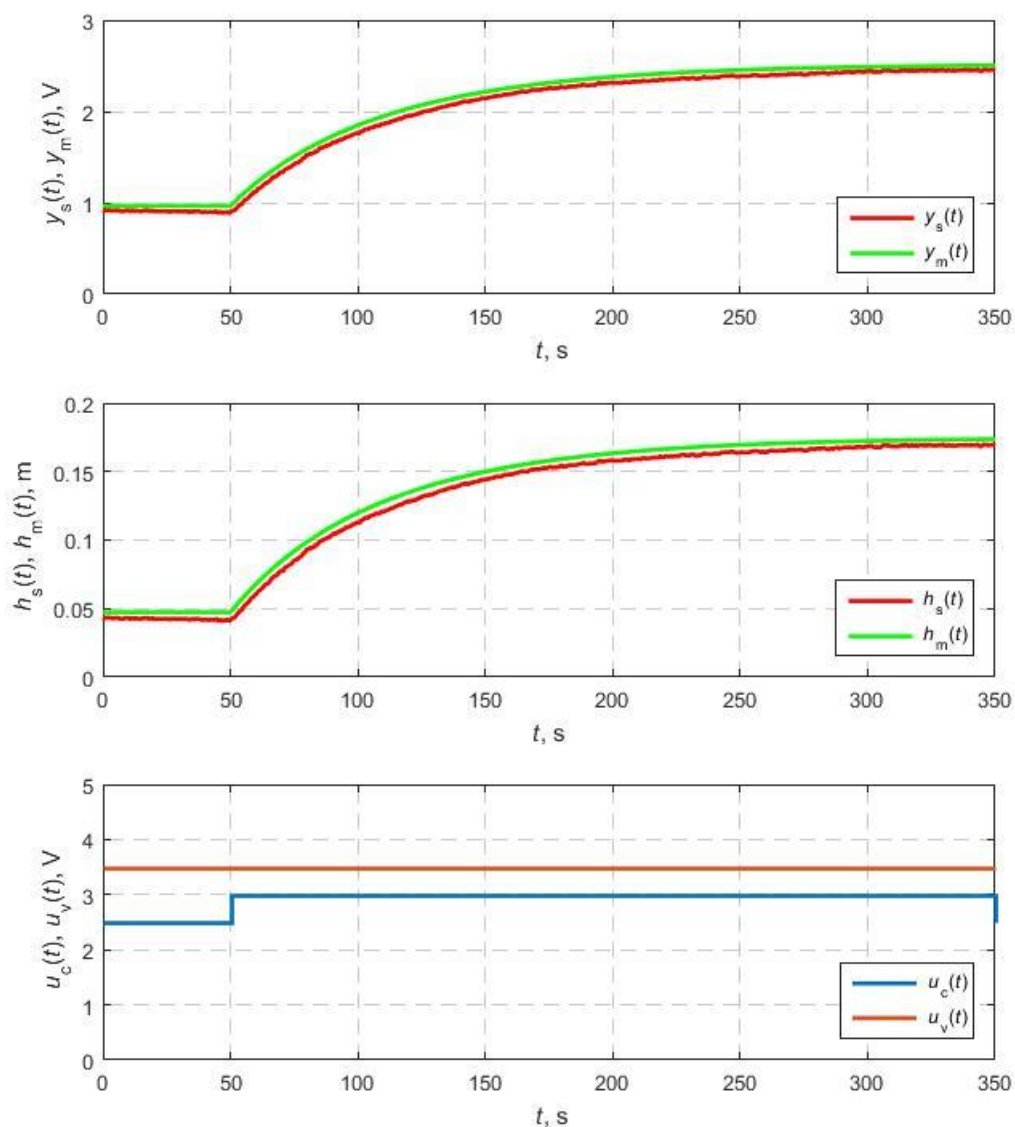 3
2
1
0
y_s(t), y_m(t), V
y_s(t)
y_m(t)
0 50 100 150 200 250 300 350
t, s
0.2
0.15
0.1
0.05
0
h_s(t), h_m(t), m
h_s(t)
h_m(t)
0 50 100 150 200 250 300 350
t, s
5
4
3
2
1
0
u_c(t), u_v(t), V
u_c(t)
u_v(t)
0 50 100 150 200 250 300 350
t, s